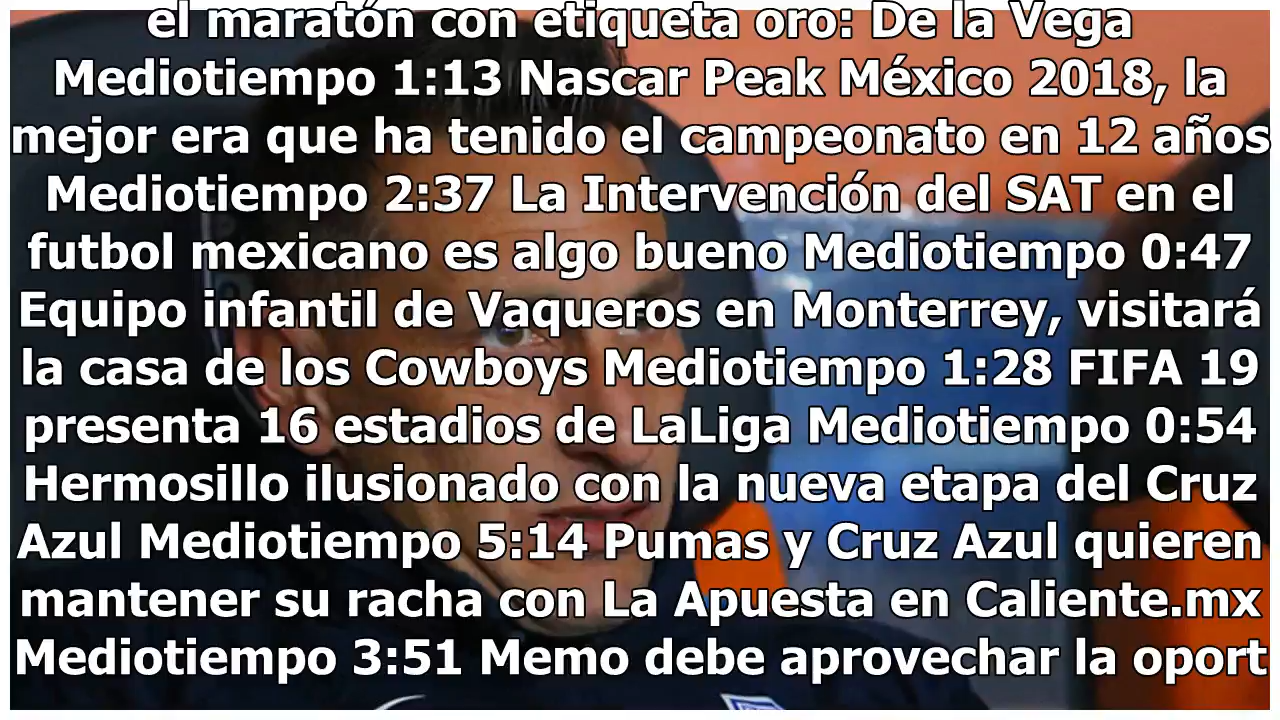 el maratón con etiqueta oro: De la Vega
Mediotiempo 1:13 Nascar Peak México 2018, la
mejor era que ha tenido el campeonato en 12 años
Mediotiempo 2:37 La Intervención del SAT en el
futbol mexicano es algo bueno Mediotiempo 0:47
Equipo infantil de Vaqueros en Monterrey, visitará
la casa de los Cowboys Mediotiempo 1:28 FIFA 19
presenta 16 estadios de LaLiga Mediotiempo 0:54
Hermosillo ilusionado con la nueva etapa del Cruz
Azul Mediotiempo 5:14 Pumas y Cruz Azul quieren
mantener su racha con La Apuesta en Caliente.mx
Mediotiempo 3:51 Memo debe aprovechar la oport